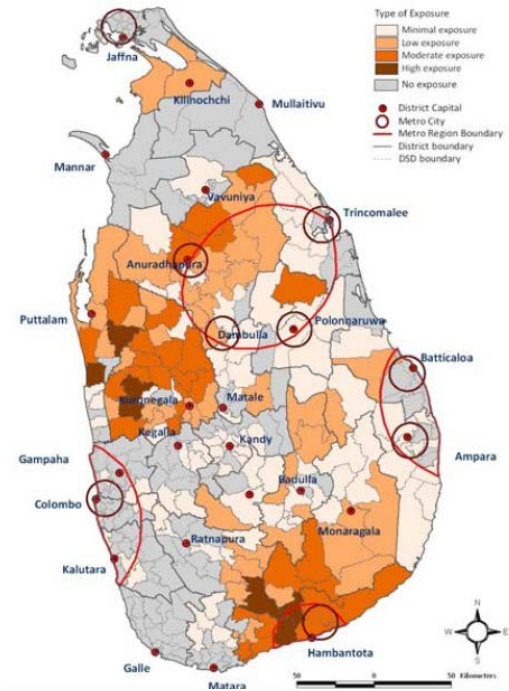 Type of Exposure
Minimal exposure
Low exposure
Moderate exposure
High exposure
No exposure
District Capital
Metro City
Metro Region Boundary
District boundary
DSD boundary
Jaffna
Kilinochchi
Mullaitivu
Mannar
Vavuniya
Trincomalee
Anuradhapura
Puttalam
Dambulla
Polonnaruwa
Batticaloa
Kurunegala
Matale
Kegalla
Kandy
Gampaha
Ampara
Badulla
Colombo
Monaragala
Ratnapura
Kalutara
N
W
E
S
Hambantota
Galle
Matara
50
0
50 Kilometers